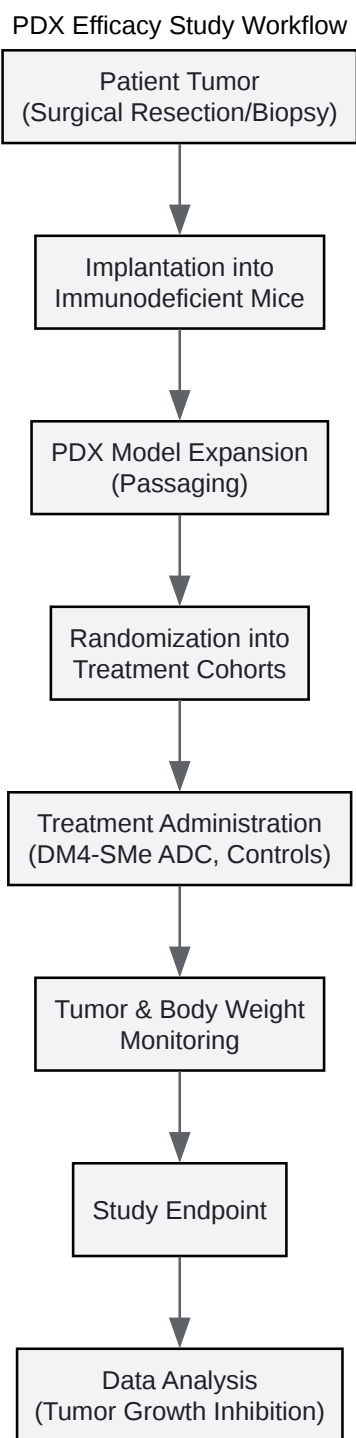 PDX Efficacy Study Workflow
Patient Tumor
(Surgical Resection/Biopsy)
Implantation into
Immunodeficient Mice
PDX Model Expansion
(Passaging)
Randomization into
Treatment Cohorts
Treatment Administration
(DM4-SMe ADC, Controls)
Tumor & Body Weight
Monitoring
Study Endpoint
Data Analysis
(Tumor Growth Inhibition)